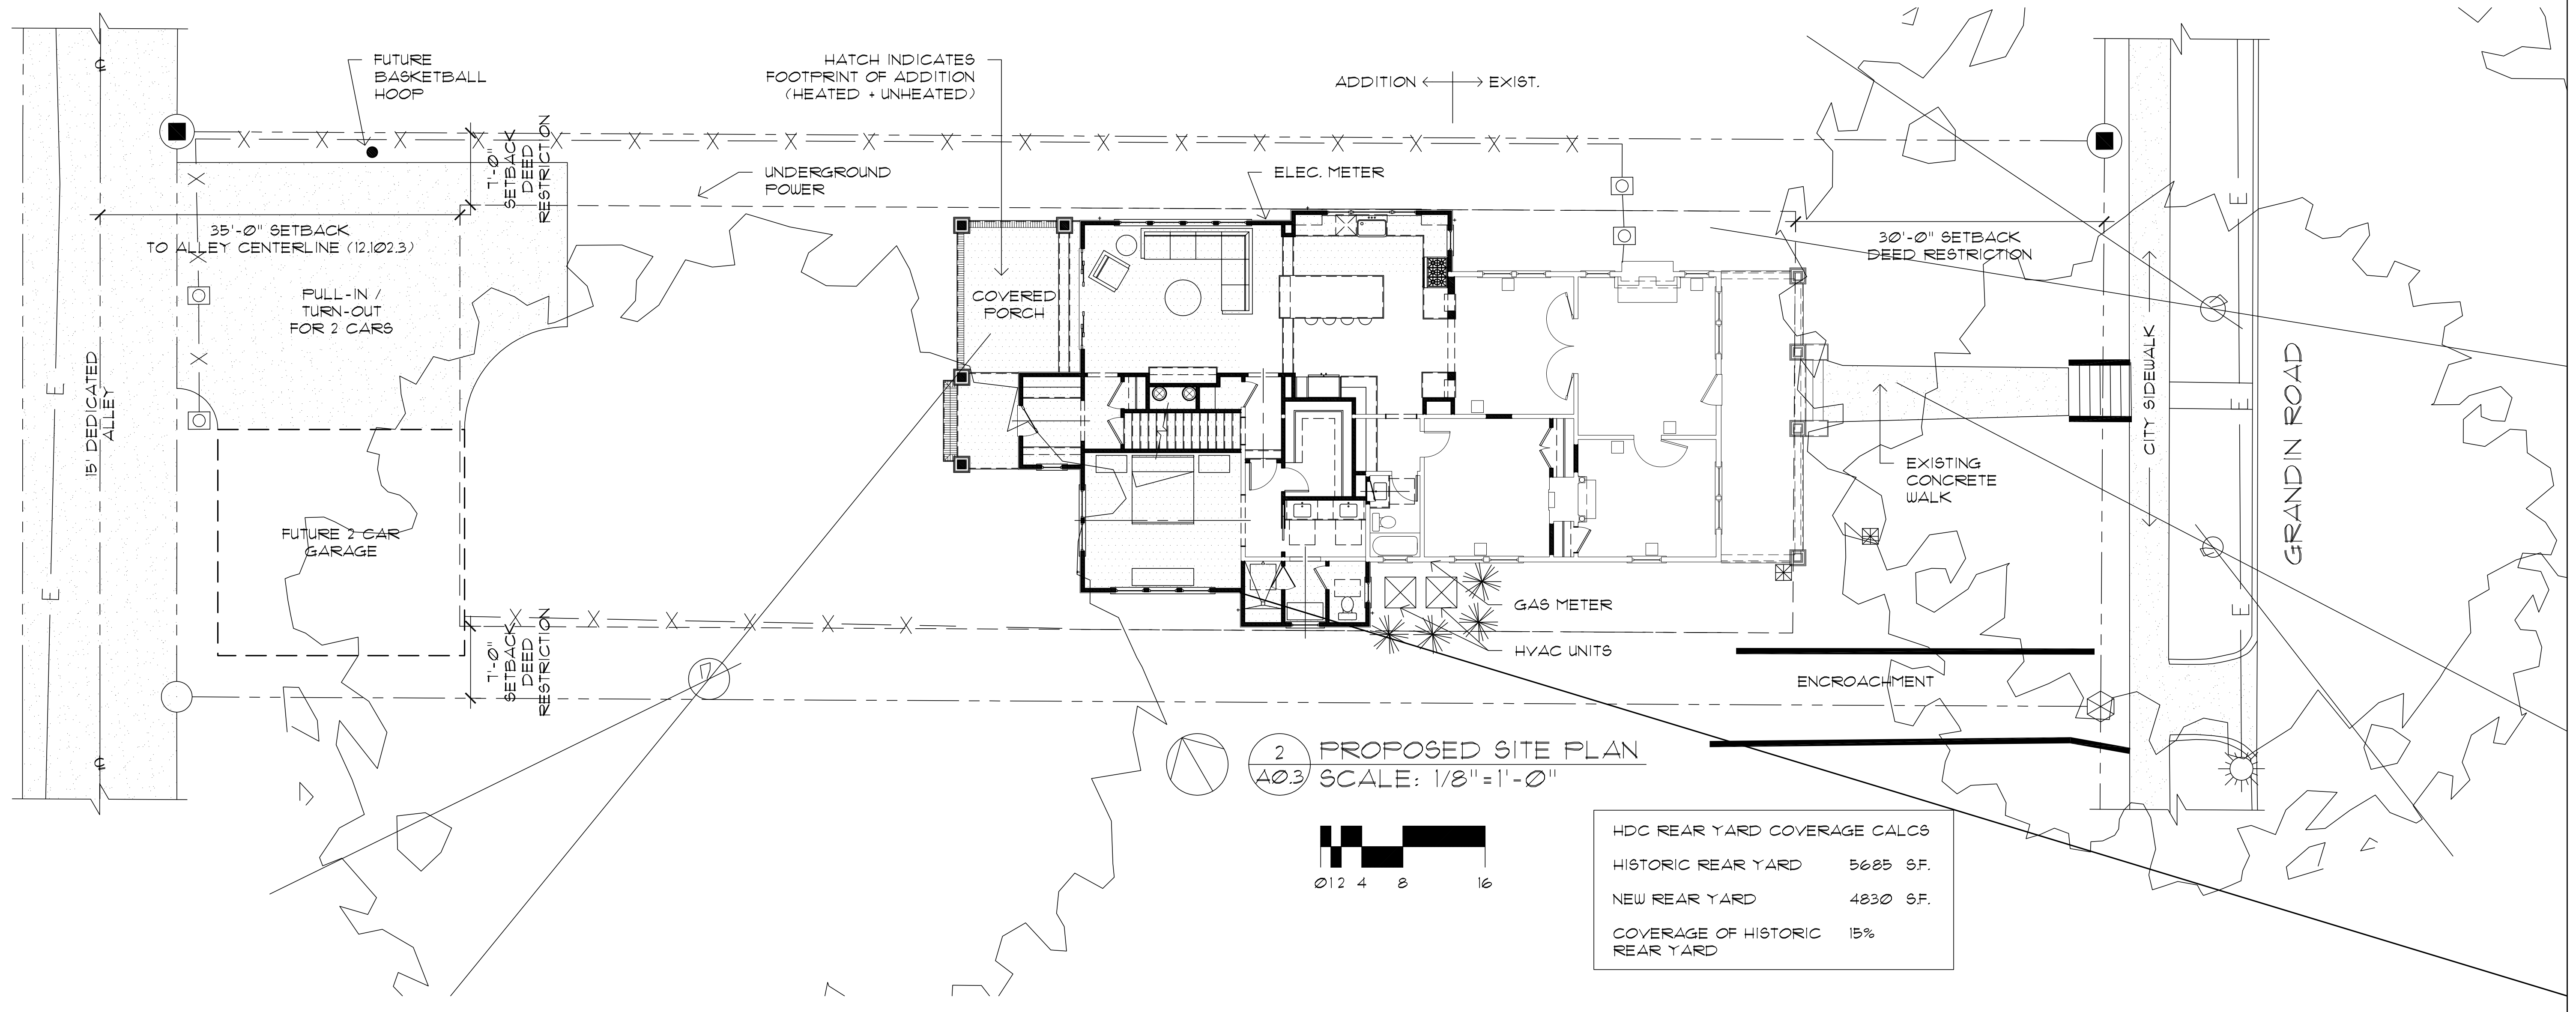 ℄
FUTURE
BASKETBALL
HOOP
HATCH INDICATES
FOOTPRINT OF ADDITION
(HEATED + UNHEATED)
ADDITION
EXIST.
7'-0"
SETBACK
DEED
RESTRICTION
UNDERGROUND
POWER
ELEC. METER
35'-0" SETBACK
TO ALLEY CENTERLINE (12.102.3)
30'-0" SETBACK
DEED RESTRICTION
PULL-IN /
TURN-OUT
FOR 2 CARS
COVERED
PORCH
15' DEDICATED
ALLEY
E
E
E
E
E
CITY SIDEWALK
GRANDIN ROAD
EXISTING
CONCRETE
WALK
FUTURE 2 CAR
GARAGE
GAS METER
HVAC UNITS
7'-0"
SETBACK
DEED
RESTRICTION
ENCROACHMENT
℄
2
A0.3
PROPOSED SITE PLAN
SCALE: 1/8"=1'-0"
0 1 2 4 8 16
HDC REAR YARD COVERAGE CALCS
HISTORIC REAR YARD 5685 S.F.
NEW REAR YARD 4830 S.F.
COVERAGE OF HISTORIC 15%
REAR YARD